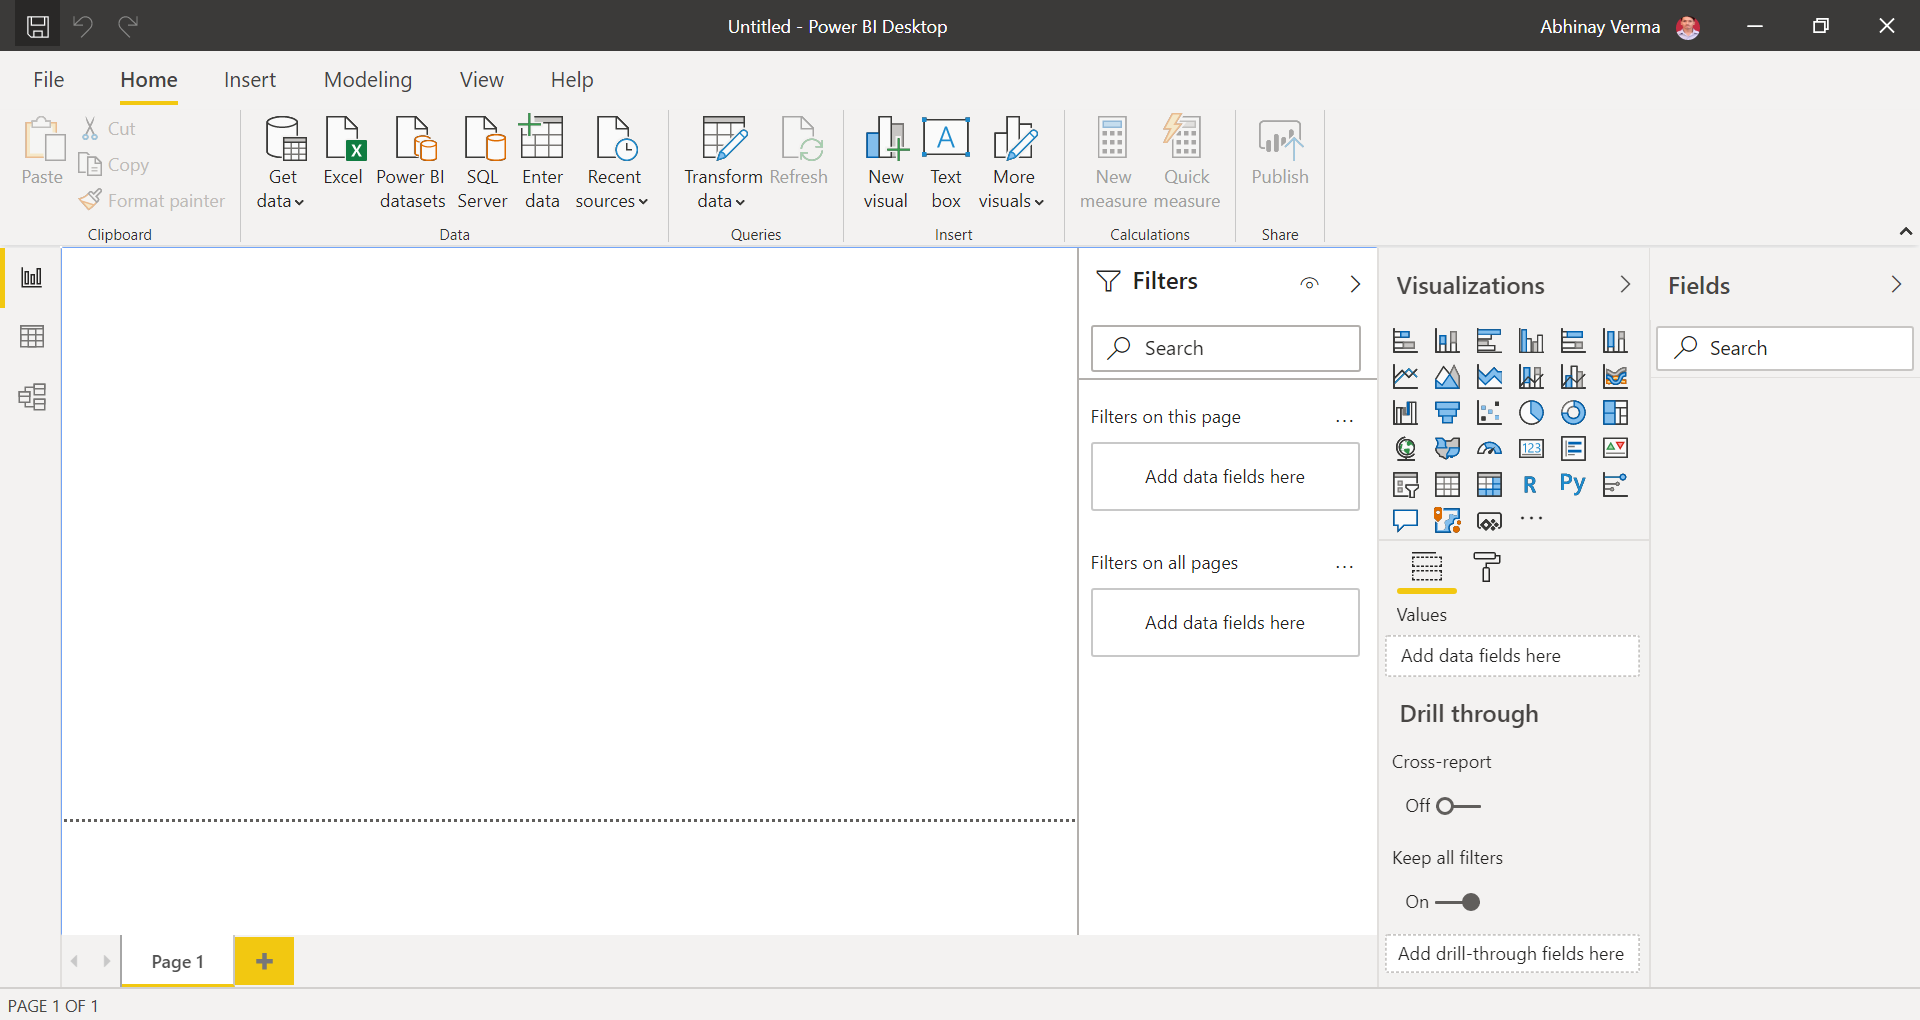 Untitled - Power BI Desktop
Abhinay Verma
File Home Insert Modeling View Help
Paste
Cut
Copy
Format painter
Clipboard
Get data
Excel
Power BI datasets
SQL Server
Enter data
Recent sources
Data
Transform data
Refresh
Queries
New visual
A
Text box
More visuals
Insert
New measure
Quick measure
Calculations
Publish
Share
Filters
Search
Filters on this page
...
Add data fields here
Filters on all pages
...
Add data fields here
Visualizations
123
R
Py
...
Values
Add data fields here
Drill through
Cross-report
Off
Keep all filters
On
Add drill-through fields here
Fields
Search
Page 1
+
PAGE 1 OF 1